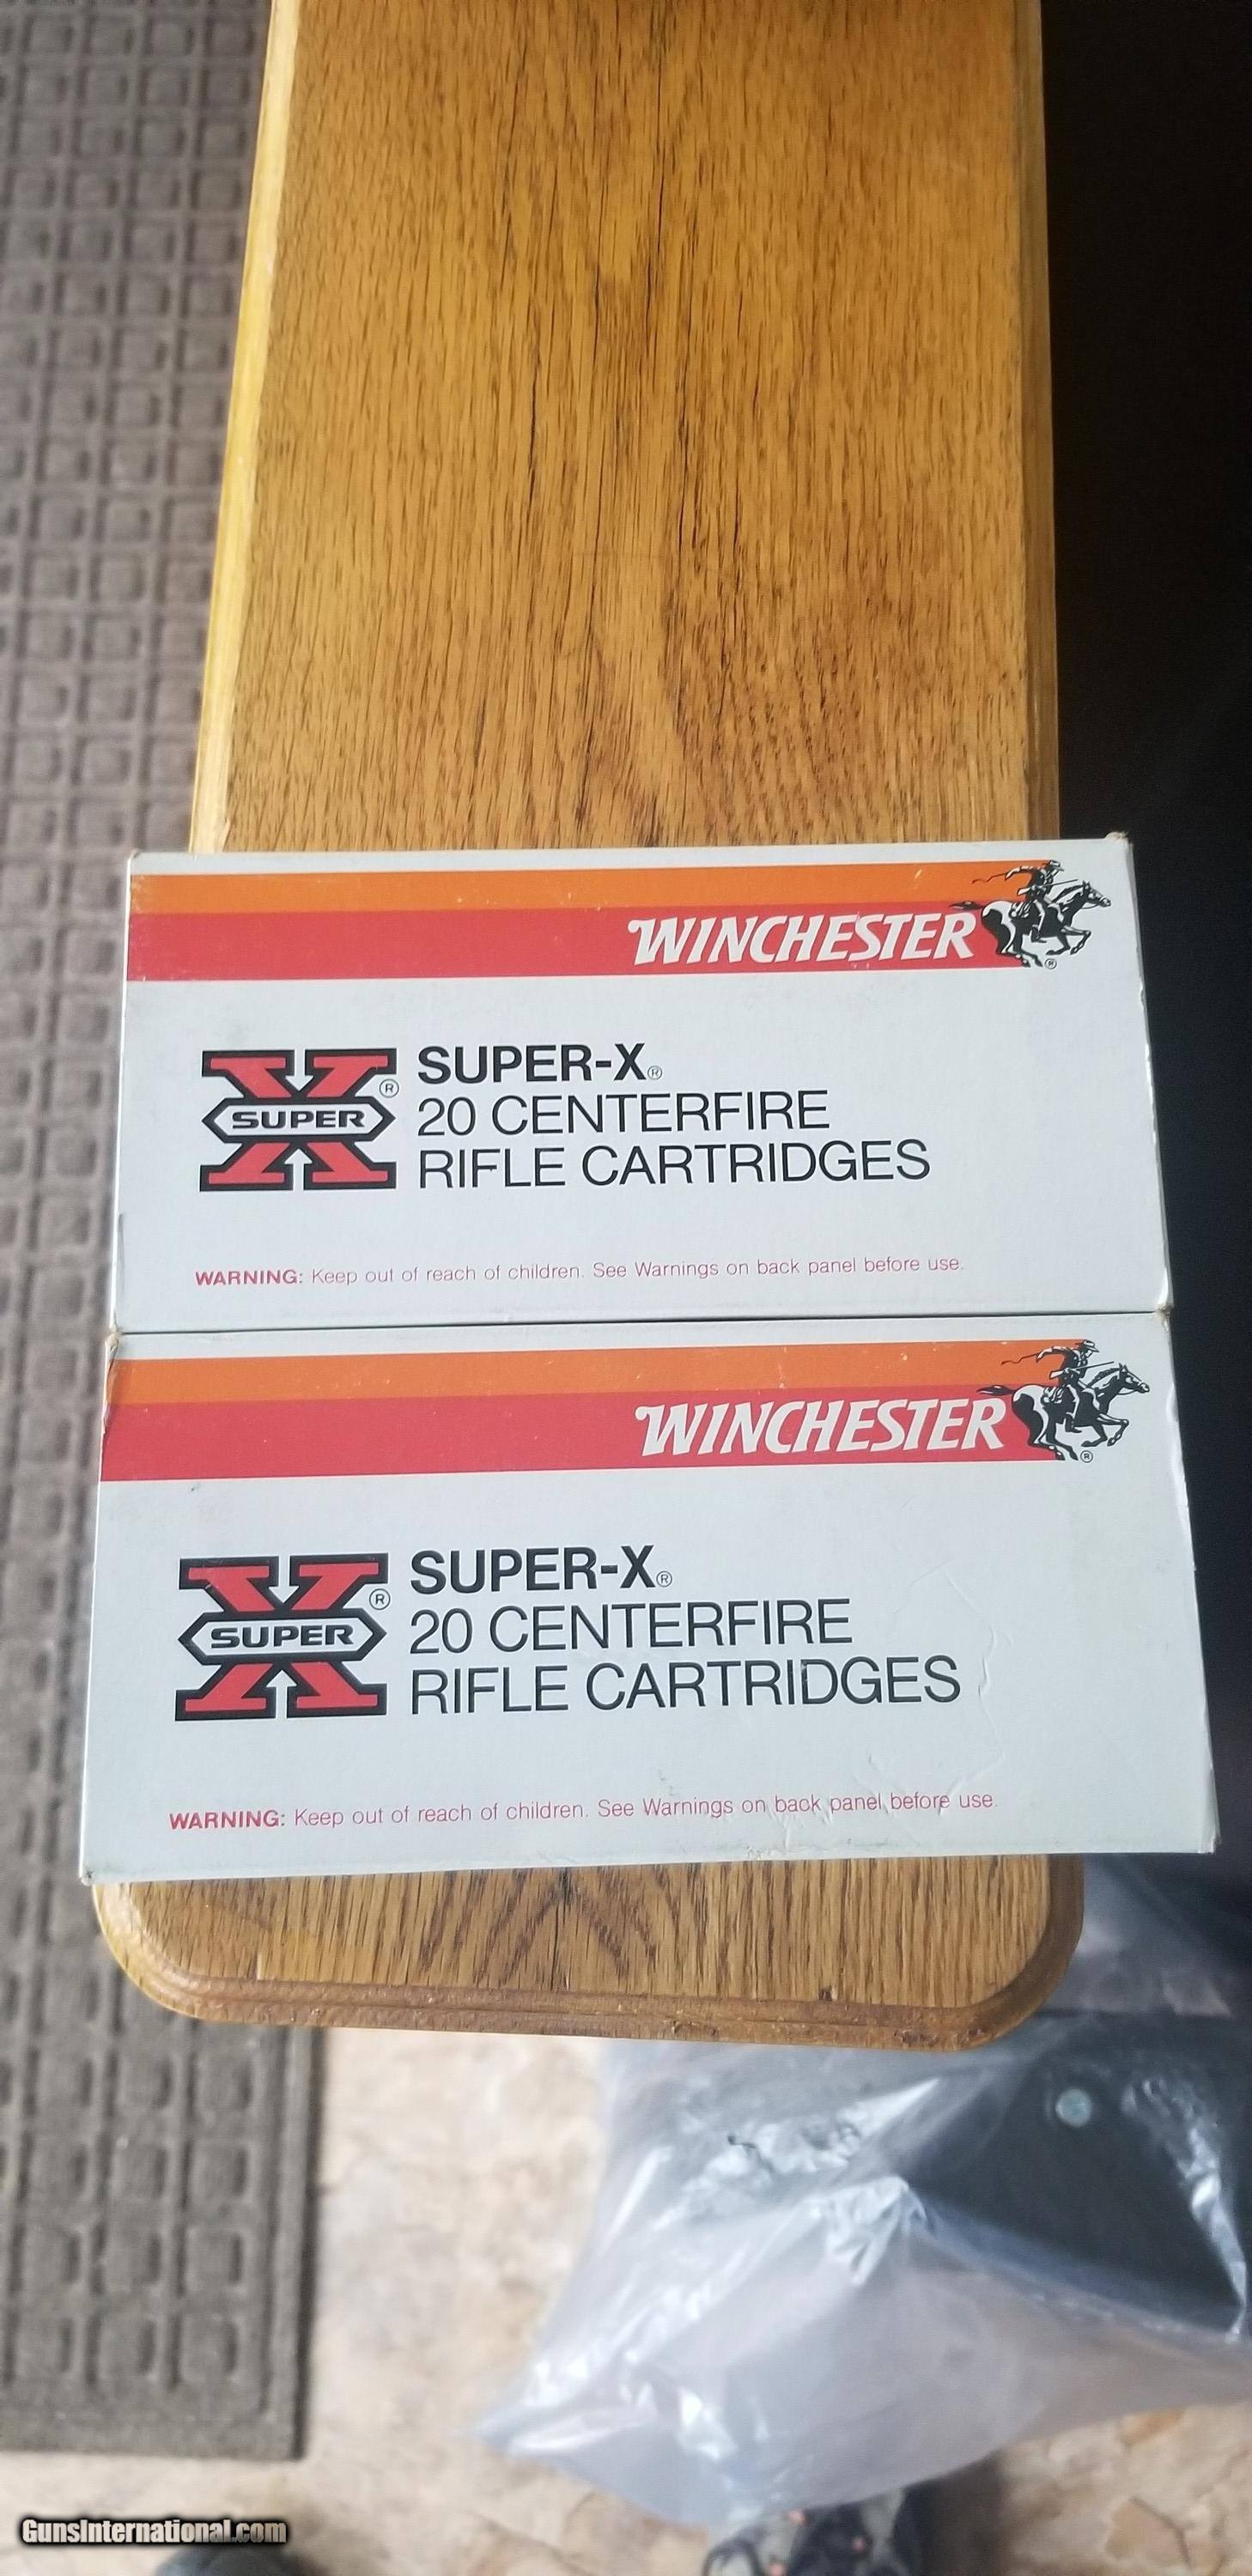 WINCHESTER®
X SUPER®
SUPER-X®
20 CENTERFIRE
RIFLE CARTRIDGES
WARNING: Keep out of reach of children. See Warnings on back panel before use.
WINCHESTER®
X SUPER®
SUPER-X®
20 CENTERFIRE
RIFLE CARTRIDGES
WARNING: Keep out of reach of children. See Warnings on back panel before use.
GunsInternational.com